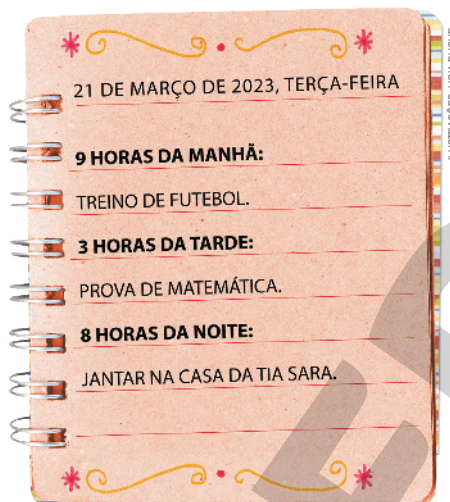 21 DE MARÇO DE 2023, TERÇA-FEIRA
9 HORAS DA MANHÃ:
TREINO DE FUTEBOL.
3 HORAS DA TARDE:
PROVA DE MATEMÁTICA.
8 HORAS DA NOITE:
JANTAR NA CASA DA TIA SARA.